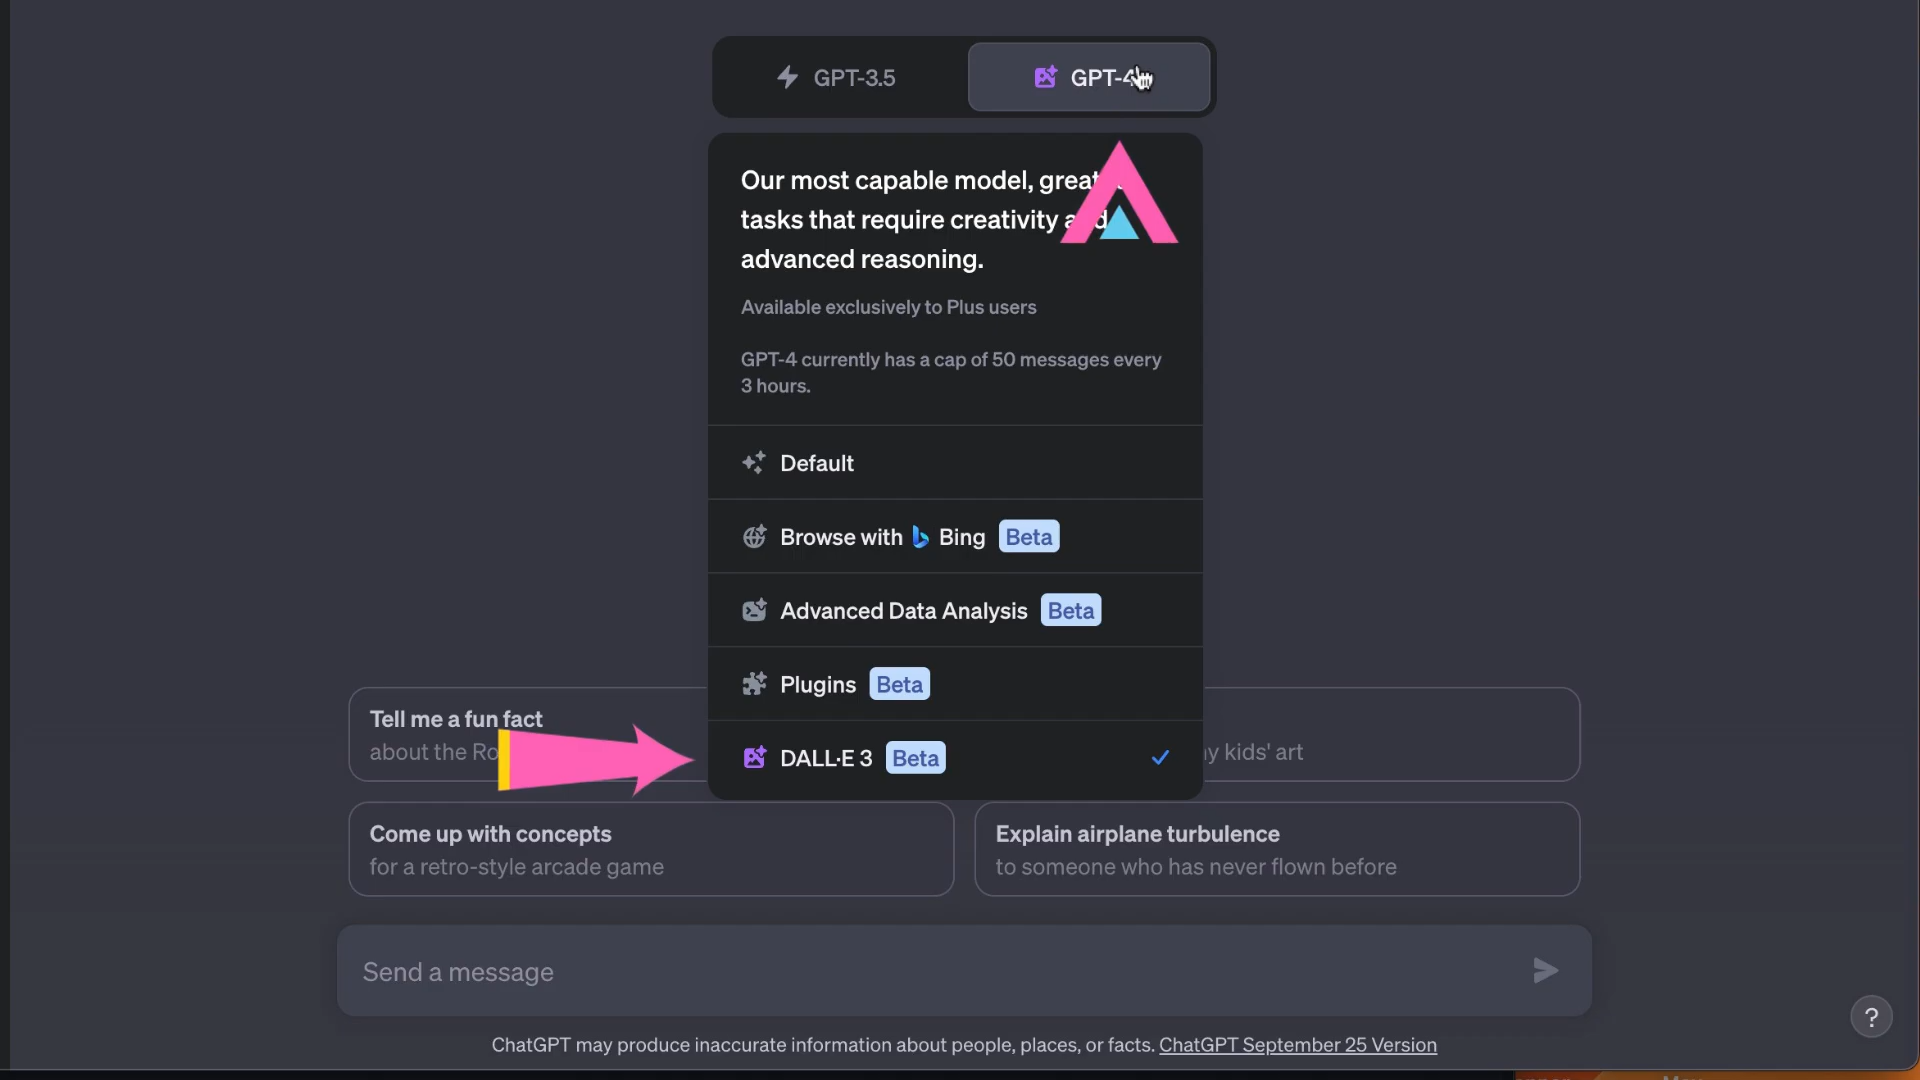 GPT-3.5
GPT-4
Our most capable model, great
tasks that require creativity and
advanced reasoning.
Available exclusively to Plus users
GPT-4 currently has a cap of 50 messages every
3 hours.
Default
Browse with Bing Beta
Advanced Data Analysis Beta
Plugins Beta
DALL·E 3 Beta
Tell me a fun fact
about the Ro
y kids' art
Come up with concepts
for a retro-style arcade game
Explain airplane turbulence
to someone who has never flown before
Send a message
?
ChatGPT may produce inaccurate information about people, places, or facts. ChatGPT September 25 Version